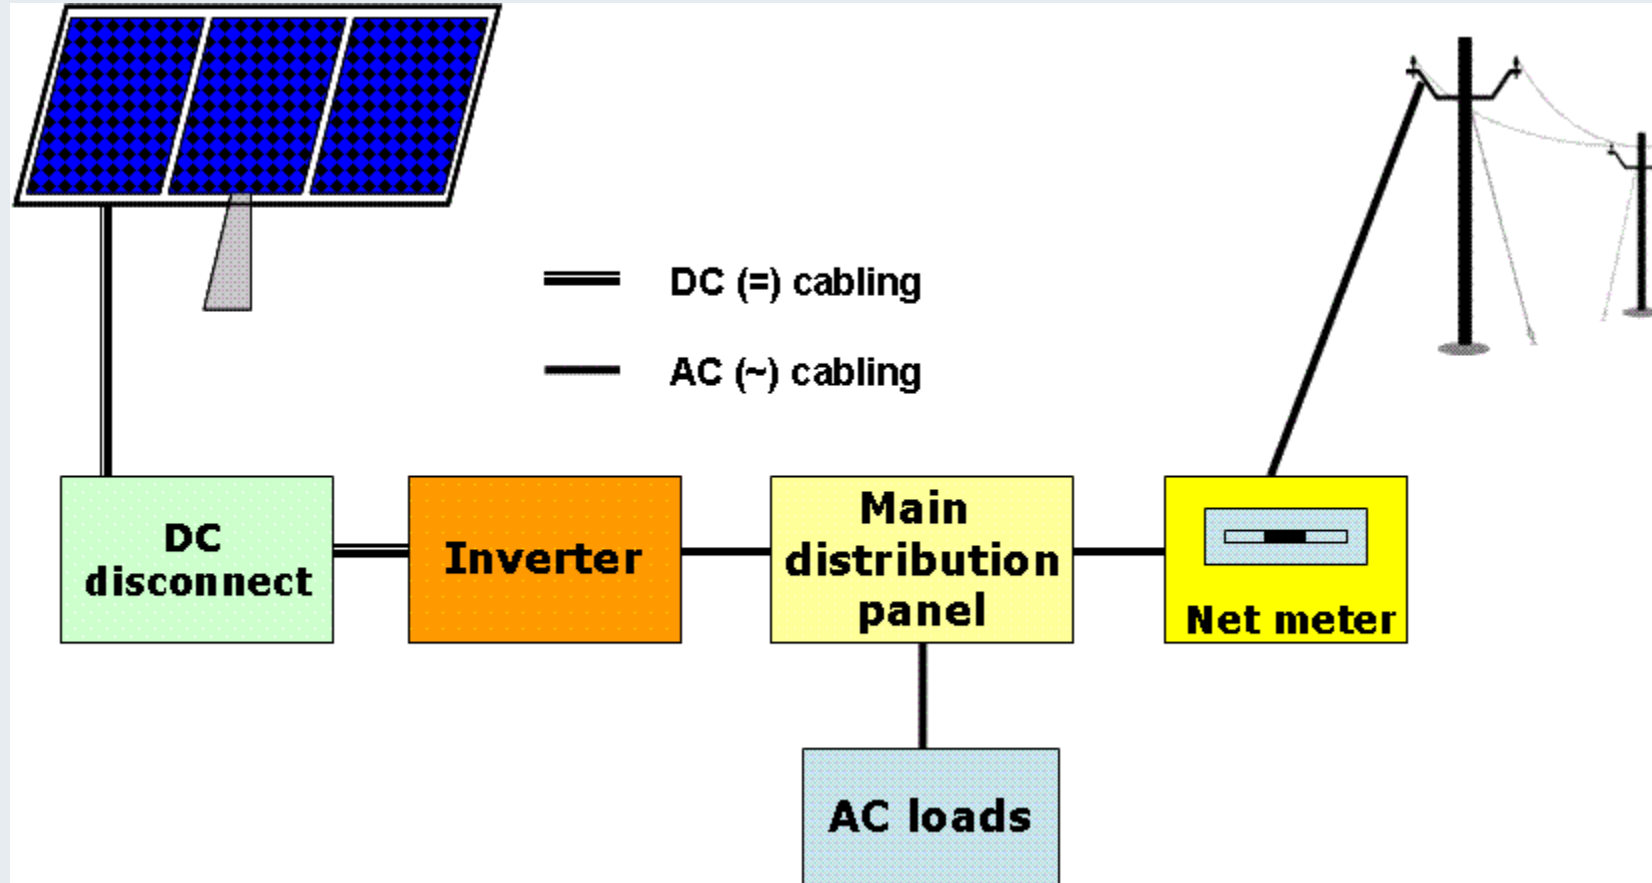 DC (=) cabling
AC (~) cabling
DC
disconnect
Inverter
Main
distribution
panel
Net meter
AC loads